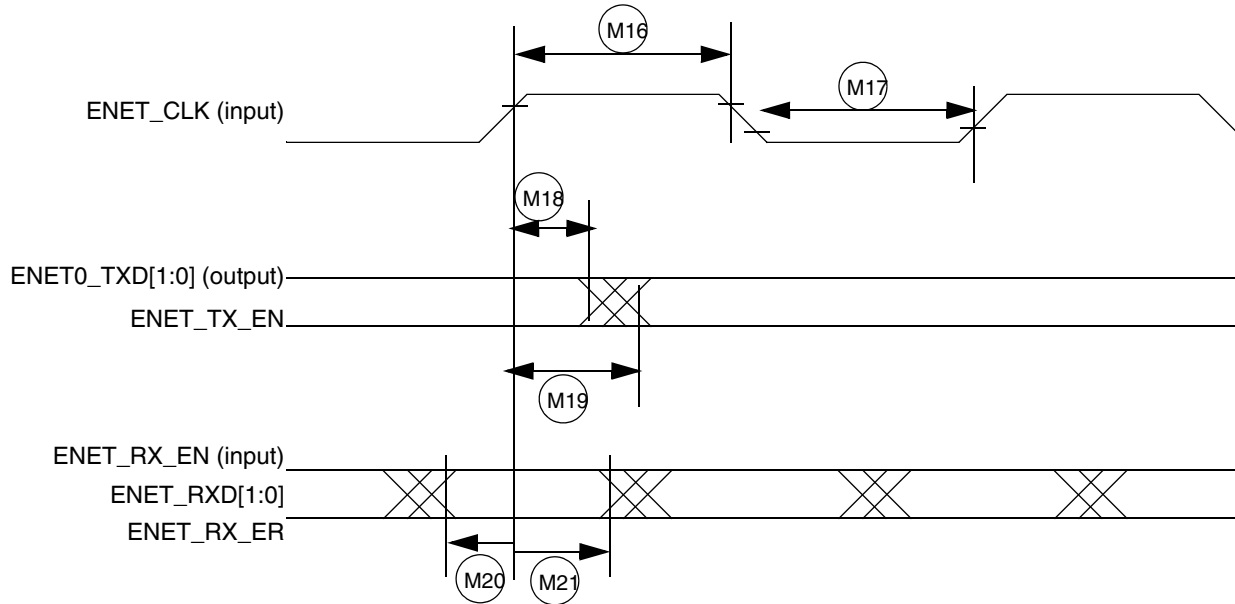 M16
M17
ENET_CLK (input)
M18
ENET0_TXD[1:0] (output)
ENET_TX_EN
M19
ENET_RX_EN (input)
ENET_RXD[1:0]
ENET_RX_ER
M20
M21